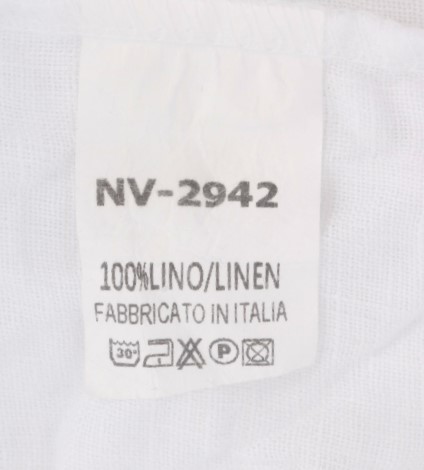 NV-2942
100%LINO/LINEN
FABBRICATO IN ITALIA
30° P